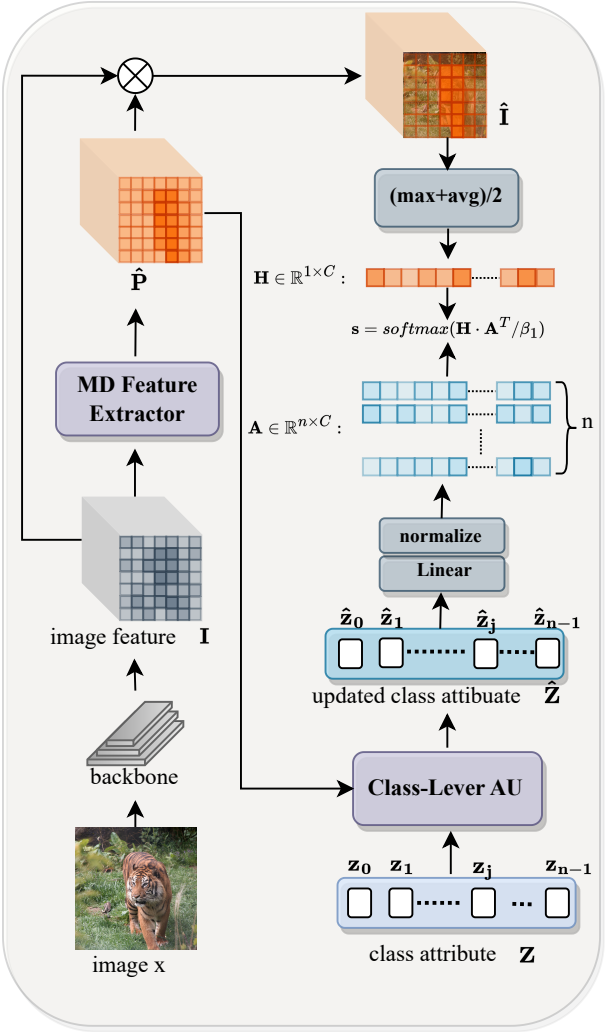 Î
(max+avg)/2
P̂
H ∈ ℝ^{1×C} :
s = softmax(H · A^T/β₁)
MD Feature
Extractor
A ∈ ℝ^{n×C} :
n
normalize
Linear
ẑ₀ ẑ₁ ........ ẑⱼ ..... ẑₙ₋₁
image feature I
updated class attibuate Ẑ
backbone
Class-Lever AU
z₀ z₁ ...... zⱼ ... zₙ₋₁
class attribute Z
image x